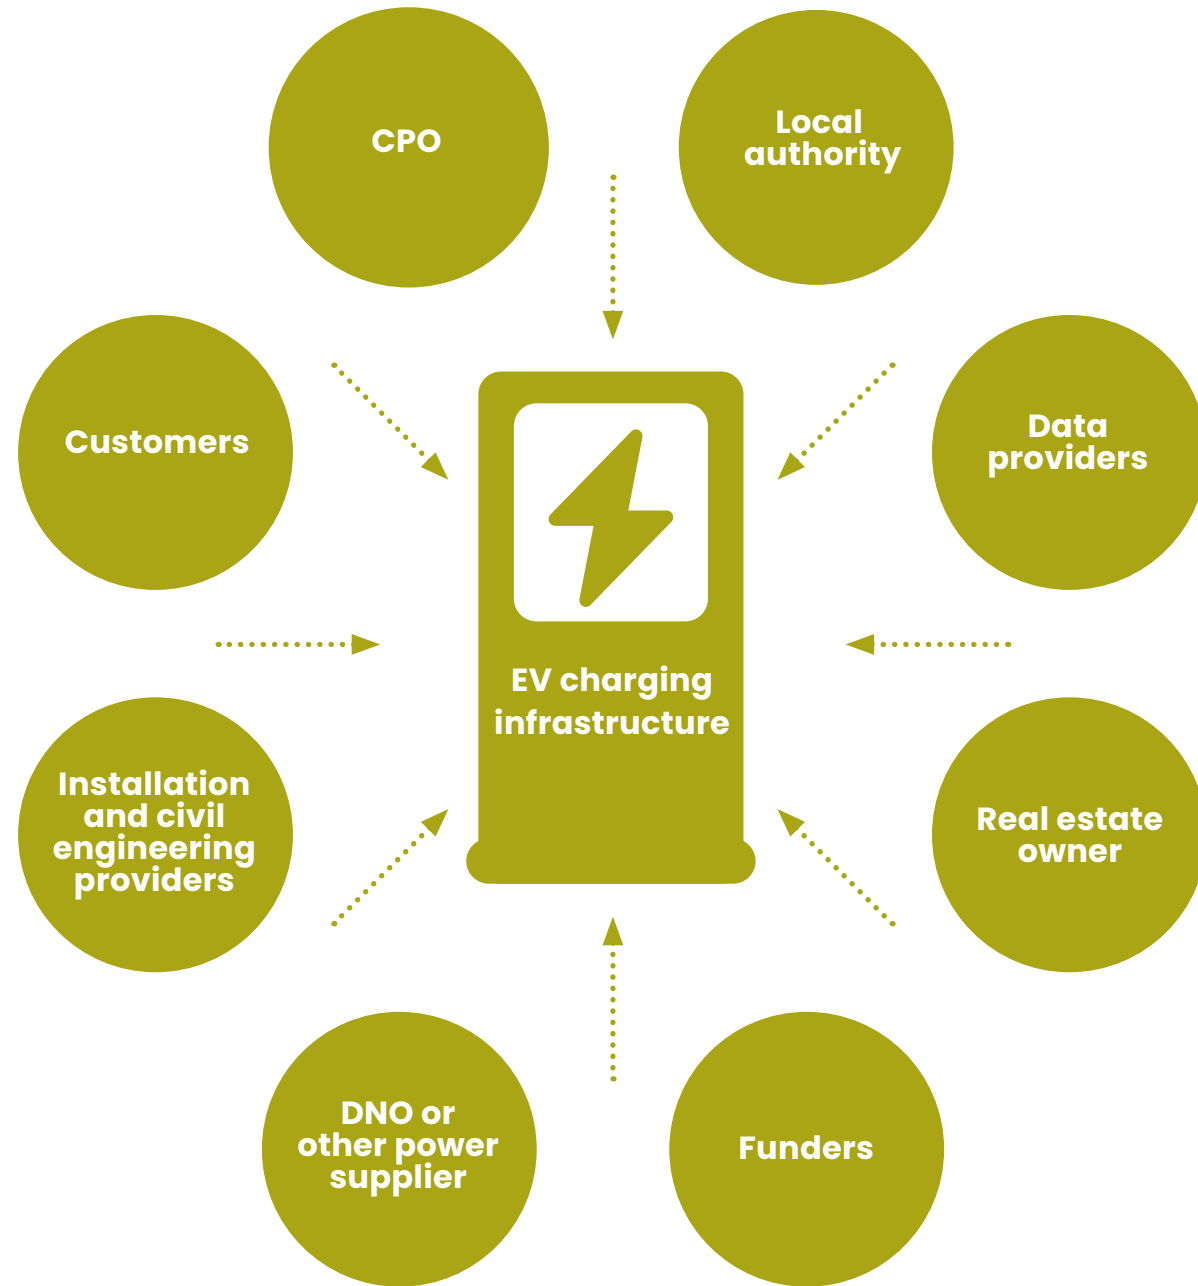 CPO
Local
authority
Customers
Data
providers
EV charging
infrastructure
Installation
and civil
engineering
providers
Real estate
owner
DNO or
other power
supplier
Funders